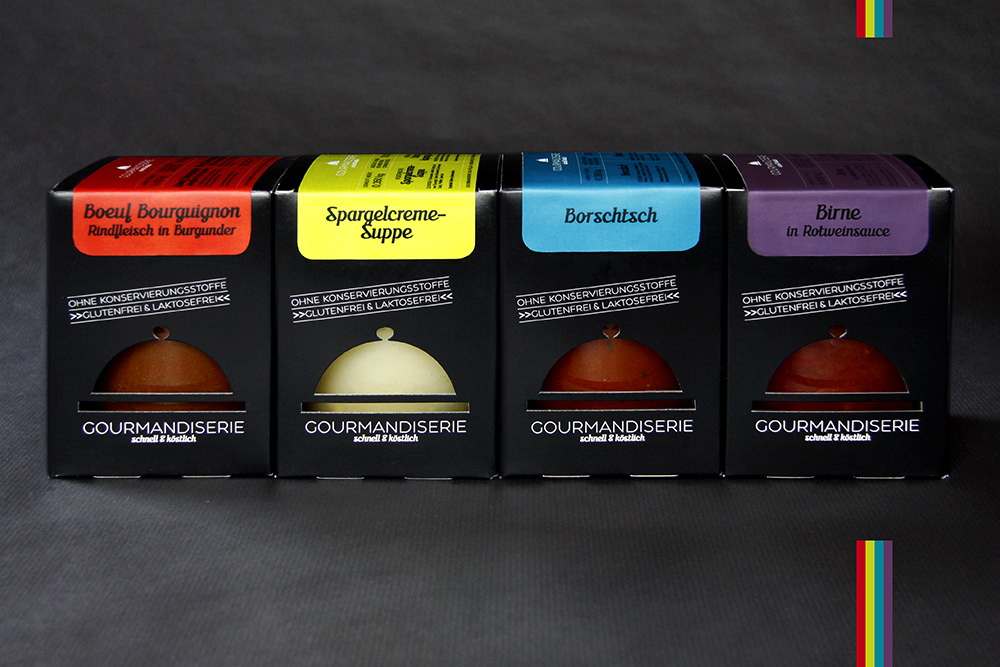 Boeuf Bourguignon
Rindfleisch in Burgunder
OHNE KONSERVIERUNGSSTOFFE
>>GLUTENFREI & LAKTOSEFREI<<
GOURMANDISERIE
schnell & köstlich
Spargelcreme-
Suppe
OHNE KONSERVIERUNGSSTOFFE
>>GLUTENFREI & LAKTOSEFREI<<
GOURMANDISERIE
schnell & köstlich
Borschtsch
OHNE KONSERVIERUNGSSTOFFE
>>GLUTENFREI & LAKTOSEFREI<<
GOURMANDISERIE
schnell & köstlich
Birne
in Rotweinsauce
OHNE KONSERVIERUNGSSTOFFE
>>GLUTENFREI & LAKTOSEFREI<<
GOURMANDISERIE
schnell & köstlich